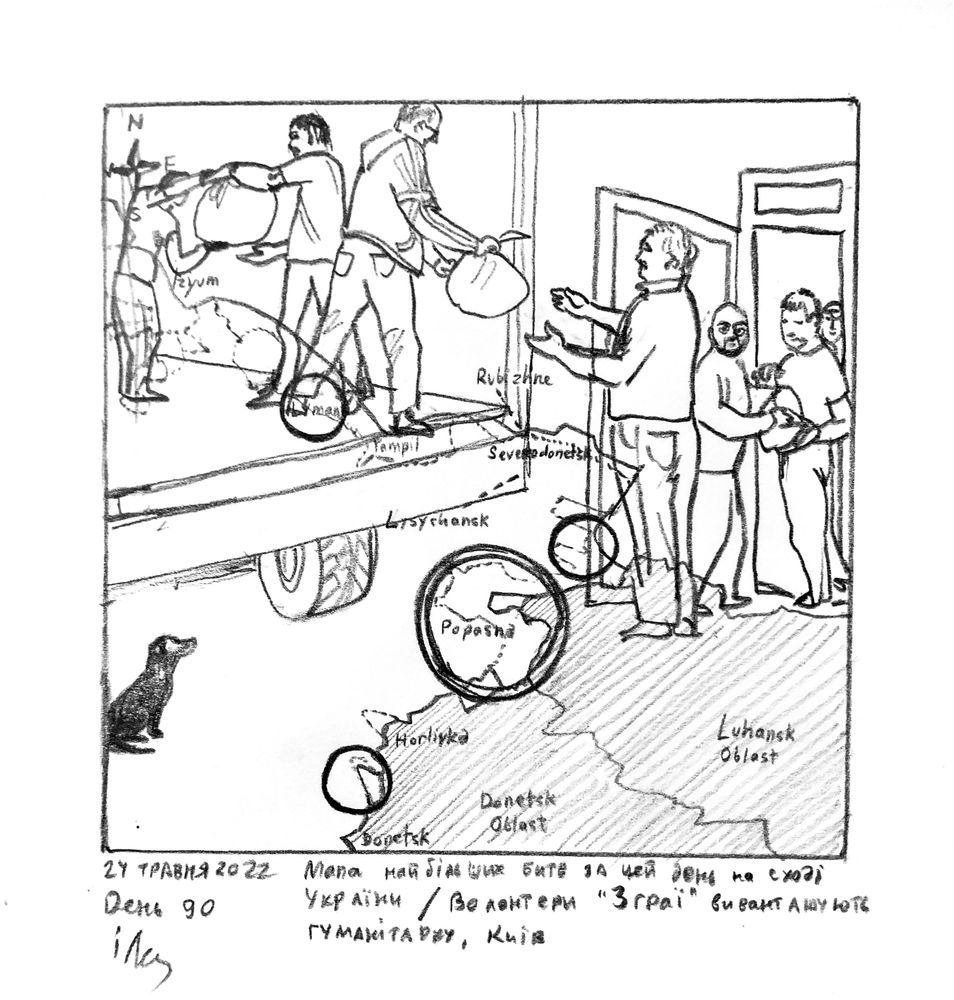 N
E
S
Izyum
Lyman
Yampil
Rubizhne
Severodonetsk
Lysychansk
Popasna
Horlivka
Luhansk
Oblast
Donetsk
Oblast
Donetsk
24 травня 2022
День 90
Мапа найбільших битв за цей день на сході
України / Волонтери "Зграї" вивантажують
гуманітарку, Київ